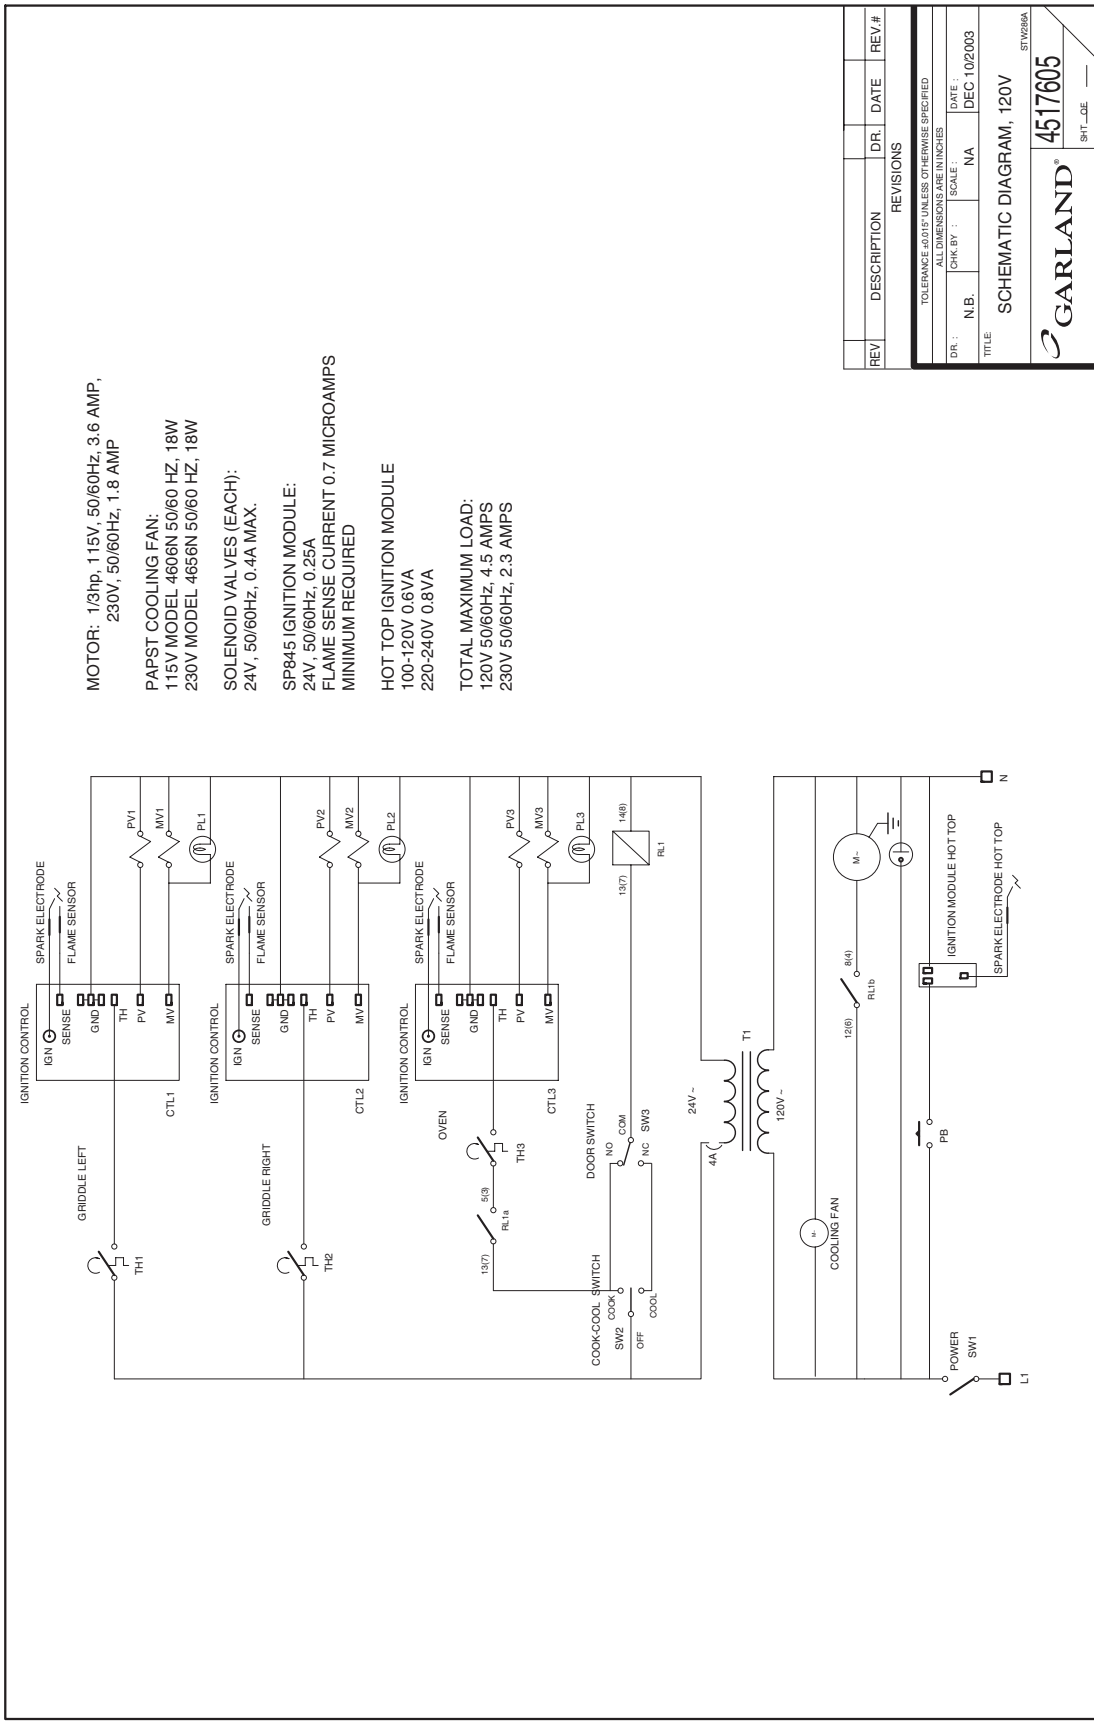 IGNITION CONTROL
SPARK ELECTRODE
FLAME SENSOR
IGN
SENSE
GND
TH
PV
MV
CTL1
PV1
MV1
PL1
GRIDDLE LEFT
TH1
IGNITION CONTROL
SPARK ELECTRODE
FLAME SENSOR
IGN
SENSE
GND
TH
PV
MV
CTL2
PV2
MV2
PL2
GRIDDLE RIGHT
TH2
IGNITION CONTROL
SPARK ELECTRODE
FLAME SENSOR
IGN
SENSE
GND
TH
PV
MV
CTL3
PV3
MV3
PL3
OVEN
TH3
5(3)
RL1a
13(7)
COOK-COOL SWITCH
COOK
SW2
OFF
COOL
DOOR SWITCH
NO
COM
NC
SW3
13(7)
14(8)
RL1
24V ~
4A
T1
120V ~
COOLING FAN
M~
M~
12(6)
8(4)
RL1b
PB
IGNITION MODULE HOT TOP
SPARK ELECTRODE HOT TOP
POWER
SW1
L1
N
MOTOR: 1/3hp, 115V, 50/60Hz, 3.6 AMP,
230V, 50/60Hz, 1.8 AMP
PAPST COOLING FAN:
115V MODEL 4606N 50/60 HZ, 18W
230V MODEL 4656N 50/60 HZ, 18W
SOLENOID VALVES (EACH):
24V, 50/60Hz, 0.4A MAX.
SP845 IGNITION MODULE:
24V, 50/60Hz, 0.25A
FLAME SENSE CURRENT 0.7 MICROAMPS
MINIMUM REQUIRED
HOT TOP IGNITION MODULE
100-120V 0.6VA
220-240V 0.8VA
TOTAL MAXIMUM LOAD:
120V 50/60Hz, 4.5 AMPS
230V 50/60Hz, 2.3 AMPS
REV DESCRIPTION DR. DATE REV.#
REVISIONS
TOLERANCE ±0.015" UNLESS OTHERWISE SPECIFIED
ALL DIMENSIONS ARE IN INCHES
DR. : N.B. CHK. BY : SCALE : NA DATE : DEC 10/2003
TITLE:
SCHEMATIC DIAGRAM, 120V
STW286A
GARLAND®
4517605
SHT OF